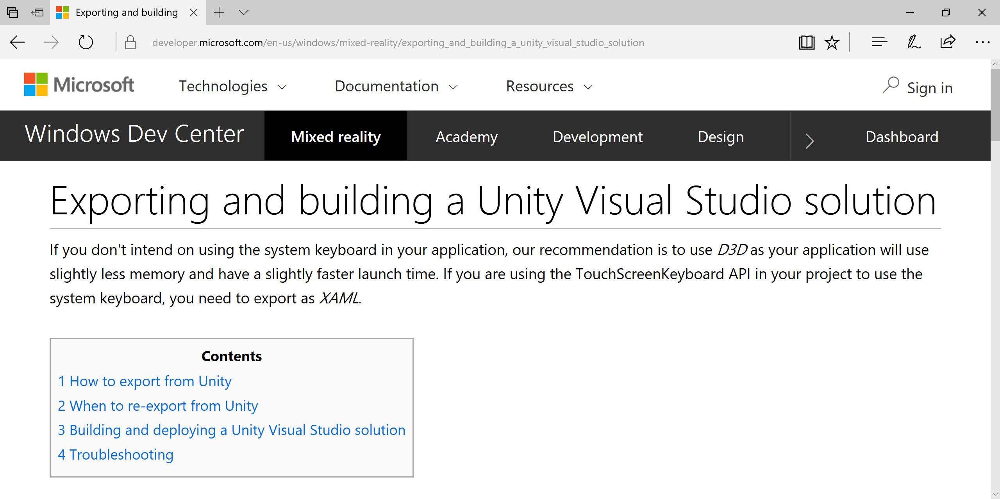 Exporting and building
developer.microsoft.com/en-us/windows/mixed-reality/exporting_and_building_a_unity_visual_studio_solution
Microsoft Technologies Documentation Resources Sign in
Windows Dev Center Mixed reality Academy Development Design Dashboard
Exporting and building a Unity Visual Studio solution
If you don't intend on using the system keyboard in your application, our recommendation is to use D3D as your application will use
slightly less memory and have a slightly faster launch time. If you are using the TouchScreenKeyboard API in your project to use the
system keyboard, you need to export as XAML.
Contents
1 How to export from Unity
2 When to re-export from Unity
3 Building and deploying a Unity Visual Studio solution
4 Troubleshooting